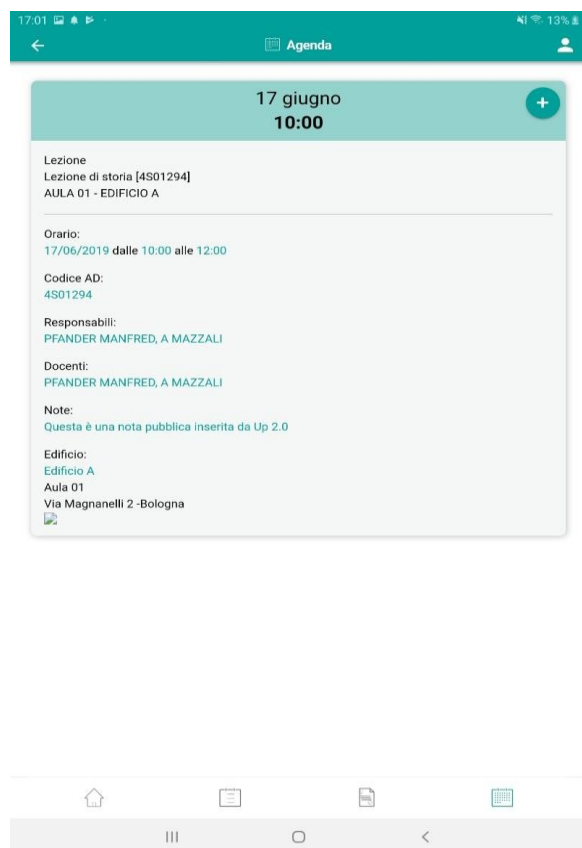 17:01 13%
Agenda
17 giugno
10:00
+
Lezione
Lezione di storia [4S01294]
AULA 01 - EDIFICIO A
Orario:
17/06/2019 dalle 10:00 alle 12:00
Codice AD:
4S01294
Responsabili:
PFANDER MANFRED, A MAZZALI
Docenti:
PFANDER MANFRED, A MAZZALI
Note:
Questa è una nota pubblica inserita da Up 2.0
Edificio:
Edificio A
Aula 01
Via Magnanelli 2 -Bologna